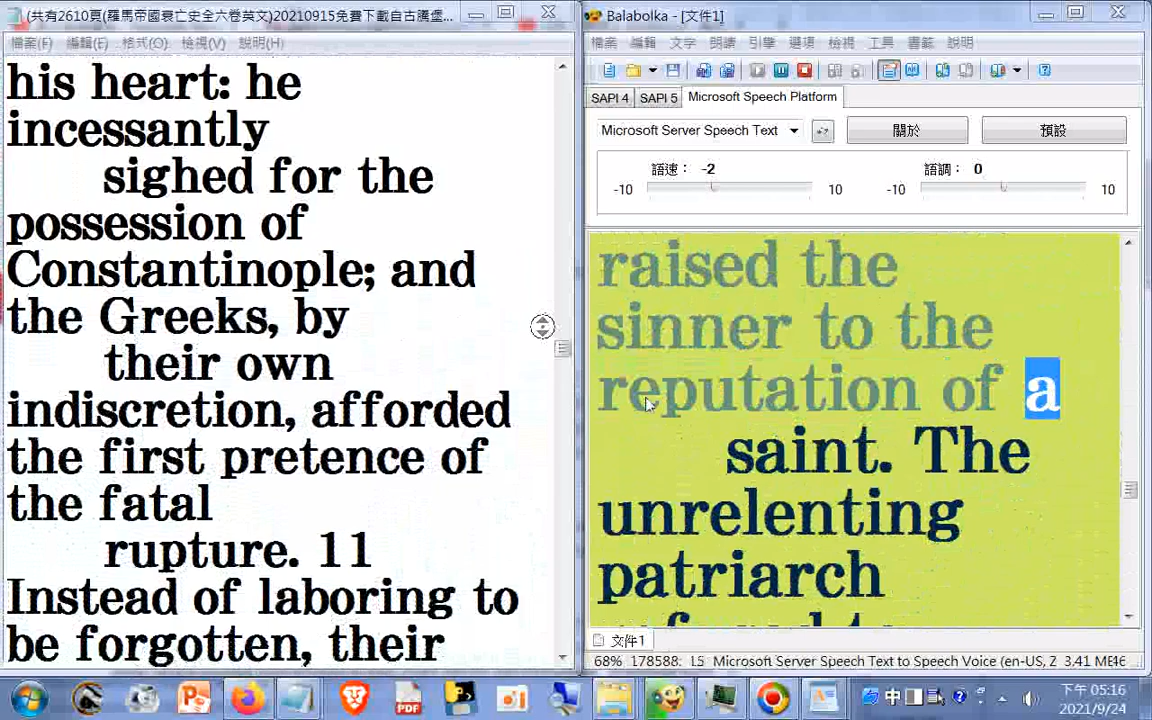 (共有2610頁(羅馬帝國衰亡史全六卷英文)20210915免費下載自古騰堡...
檔案(F) 編輯(E) 格式(O) 檢視(V) 說明(H)
his heart: he
incessantly
sighed for the
possession of
Constantinople; and
the Greeks, by
their own
indiscretion, afforded
the first pretence of
the fatal
rupture. 11
Instead of laboring to
be forgotten, their
Balabolka - [文件1]
檔案 編輯 文字 朗讀 引擎 選項 檢視 工具 書籤 說明
SAPI 4 SAPI 5 Microsoft Speech Platform
Microsoft Server Speech Text 關於 預設
語速: -2 語調: 0
-10 10 -10 10
raised the
sinner to the
reputation of a
saint. The
unrelenting
patriarch
refused to
文件1
68% 178588: 15 Microsoft Server Speech Text to Speech Voice (en-US, Z 3.41 ME46
中 下午 05:16
2021/9/24